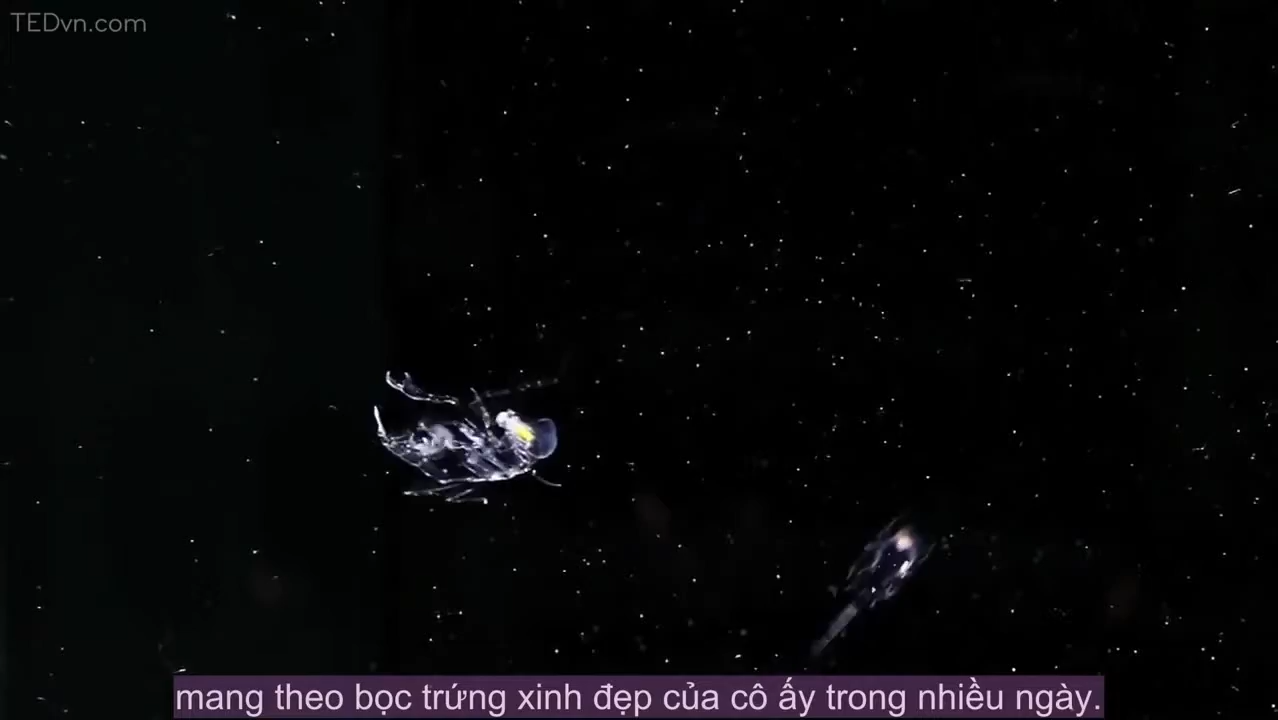 TEDvn.com
mang theo bọc trứng xinh đẹp của cô ấy trong nhiều ngày.